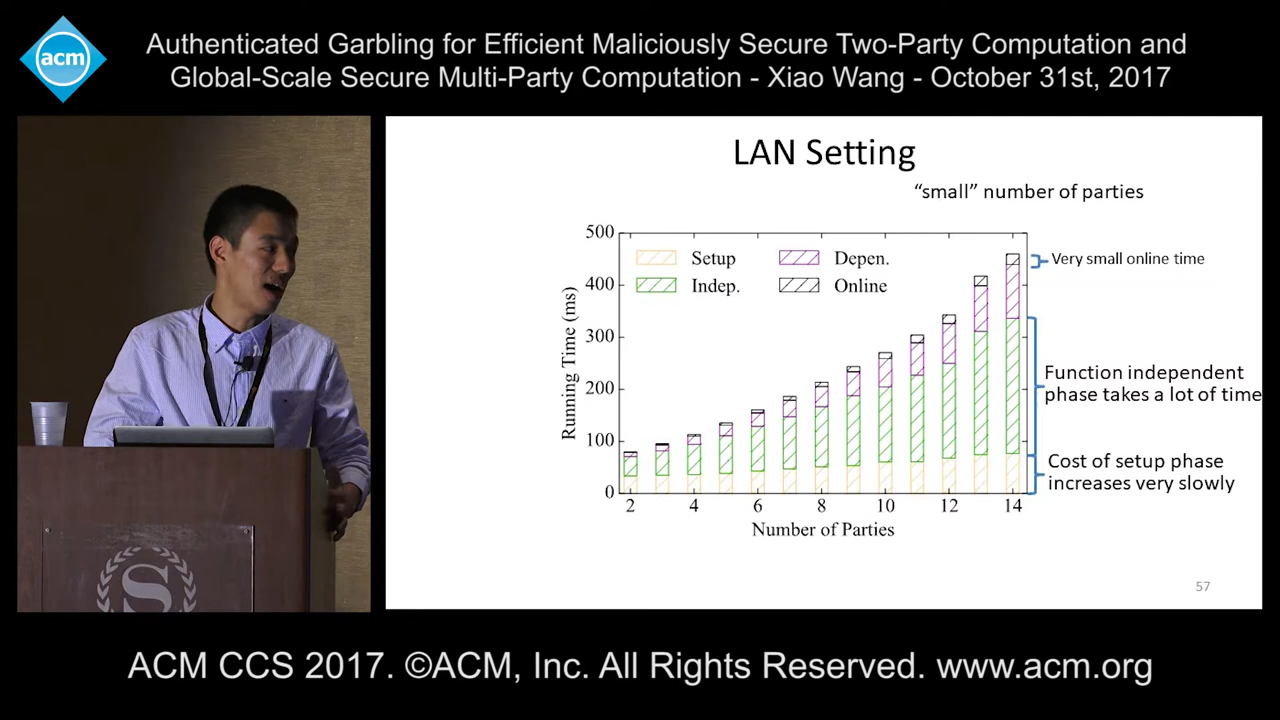 acm
Authenticated Garbling for Efficient Maliciously Secure Two-Party Computation and
Global-Scale Secure Multi-Party Computation - Xiao Wang - October 31st, 2017
LAN Setting
“small” number of parties
500
400
300
200
100
0
Running Time (ms)
Setup
Depen.
Indep.
Online
2 4 6 8 10 12 14
Number of Parties
Very small online time
Function independent
phase takes a lot of time
Cost of setup phase
increases very slowly
57
S
ACM CCS 2017. ©ACM, Inc. All Rights Reserved. www.acm.org